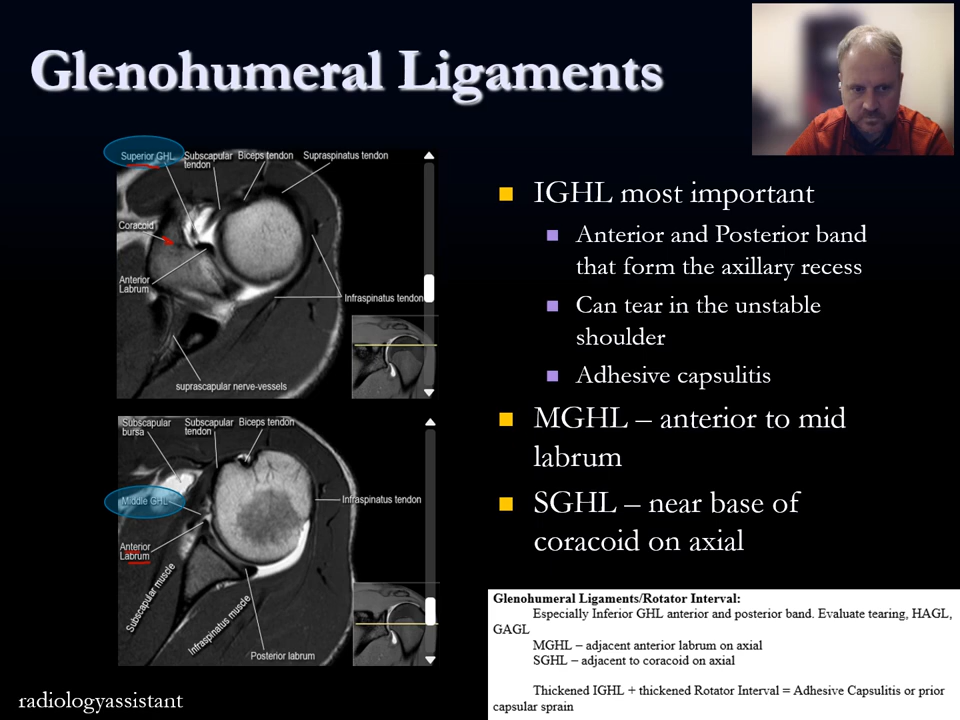 Glenohumeral Ligaments
Superior GHL
Subscapular
tendon
Biceps tendon
Supraspinatus tendon
Coracoid
Anterior
Labrum
Infraspinatus tendon
suprascapular nerve-vessels
Subscapular
bursa
Subscapular
tendon
Biceps tendon
Middle GHL
Infraspinatus tendon
Anterior
Labrum
Subscapular muscle
Infraspinatus muscle
Posterior labrum
IGHL most important
Anterior and Posterior band
that form the axillary recess
Can tear in the unstable
shoulder
Adhesive capsulitis
MGHL – anterior to mid
labrum
SGHL – near base of
coracoid on axial
Glenohumeral Ligaments/Rotator Interval:
Especially Inferior GHL anterior and posterior band. Evaluate tearing, HAGL,
GAGL
MGHL – adjacent anterior labrum on axial
SGHL – adjacent to coracoid on axial
Thickened IGHL + thickened Rotator Interval = Adhesive Capsulitis or prior
capsular sprain
radiologyassistant